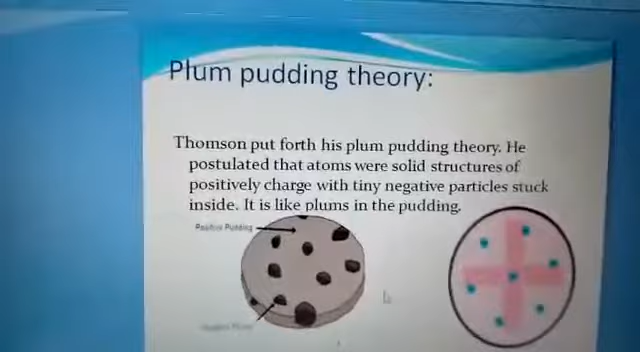 Plum pudding theory:
Thomson put forth his plum pudding theory. He
postulated that atoms were solid structures of
positively charge with tiny negative particles stuck
inside. It is like plums in the pudding.
Positive Pudding